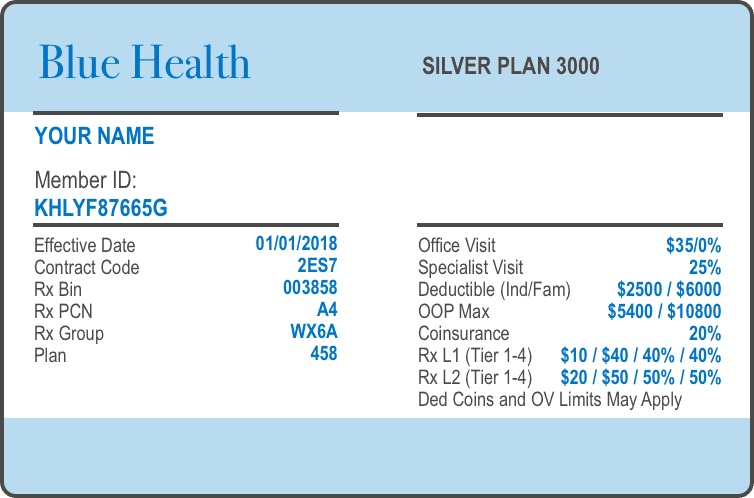 Blue Health
SILVER PLAN 3000
YOUR NAME
Member ID:
KHLYF87665G
Effective Date 01/01/2018
Contract Code 2ES7
Rx Bin 003858
Rx PCN A4
Rx Group WX6A
Plan 458
Office Visit $35/0%
Specialist Visit 25%
Deductible (Ind/Fam) $2500 / $6000
OOP Max $5400 / $10800
Coinsurance 20%
Rx L1 (Tier 1-4) $10 / $40 / 40% / 40%
Rx L2 (Tier 1-4) $20 / $50 / 50% / 50%
Ded Coins and OV Limits May Apply